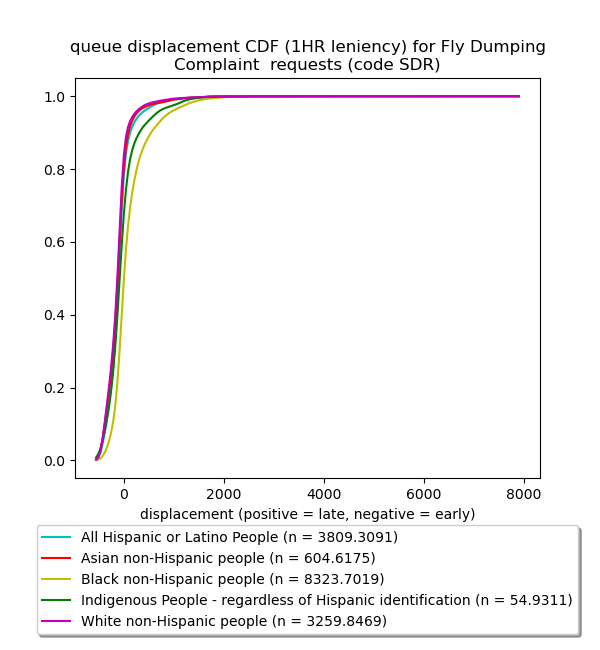 queue displacement CDF (1HR leniency) for Fly Dumping
Complaint  requests (code SDR)
1.0
0.8
0.6
0.4
0.2
0.0
0
2000
4000
6000
8000
displacement (positive = late, negative = early)
All Hispanic or Latino People (n = 3809.3091)
Asian non-Hispanic people (n = 604.6175)
Black non-Hispanic people (n = 8323.7019)
Indigenous People - regardless of Hispanic identification (n = 54.9311)
White non-Hispanic people (n = 3259.8469)